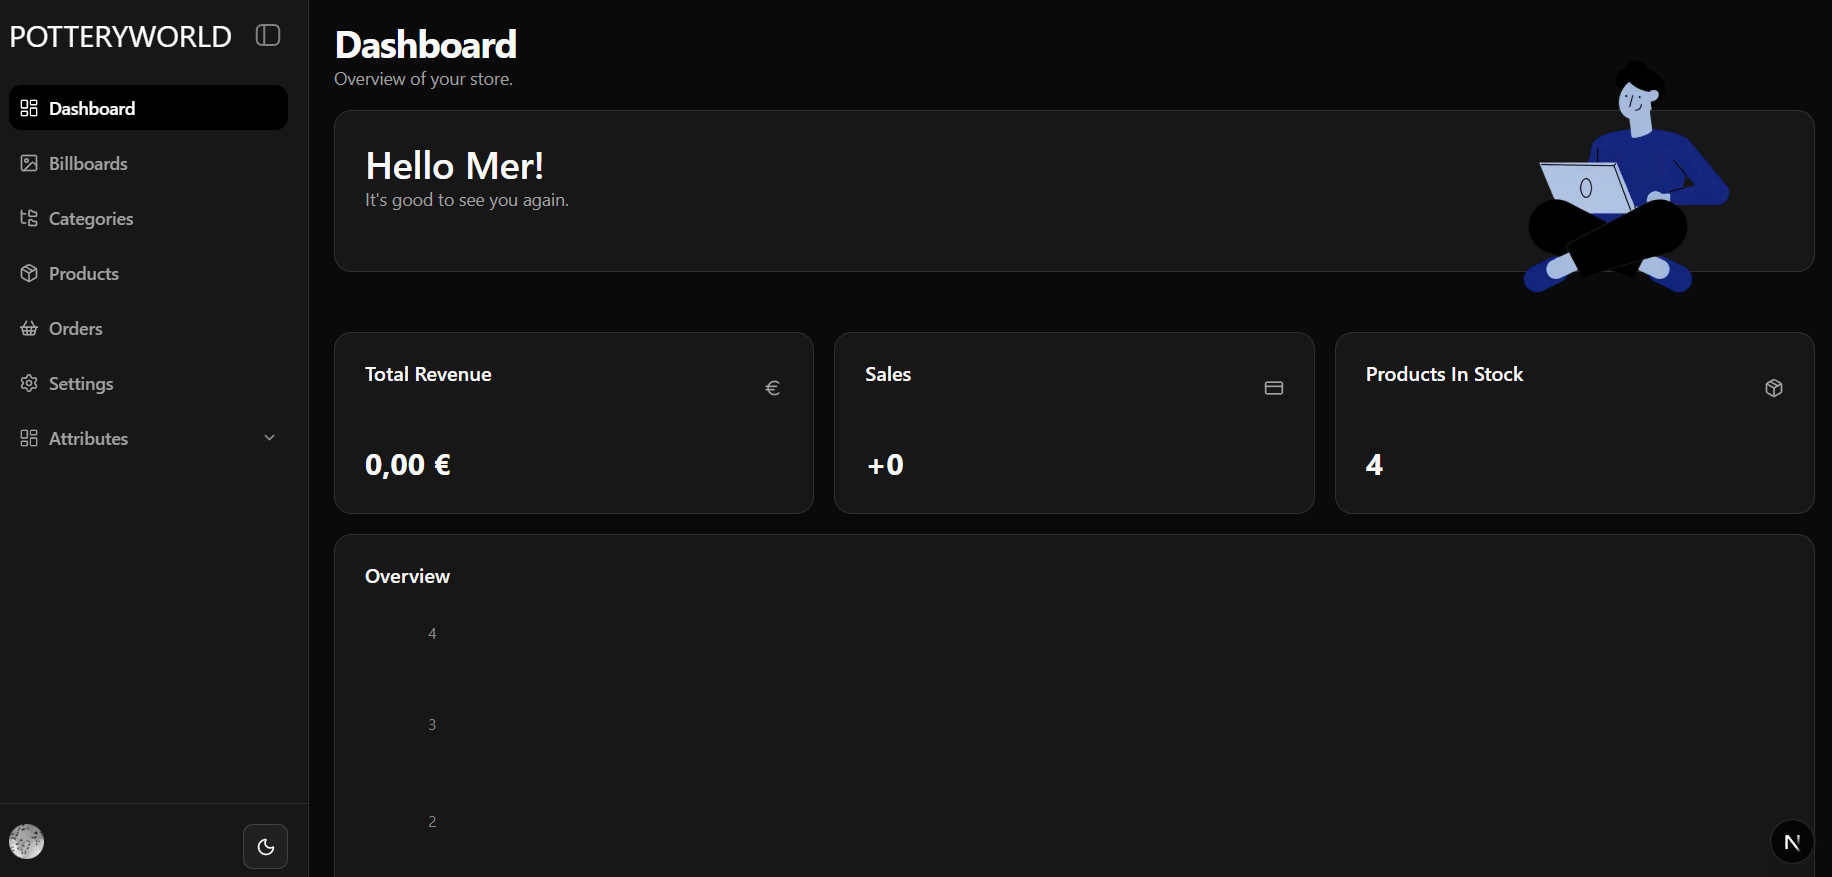 POTTERYWORLD
Dashboard
Billboards
Categories
Products
Orders
Settings
Attributes
Dashboard
Overview of your store.
Hello Mer!
It's good to see you again.
Total Revenue
€
0,00 €
Sales
+0
Products In Stock
4
Overview
4
3
2
N